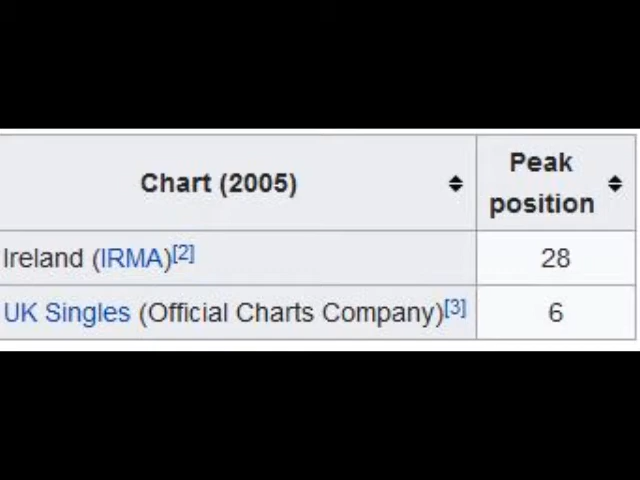 Chart (2005) Peak position
Ireland (IRMA)[2] 28
UK Singles (Official Charts Company)[3] 6